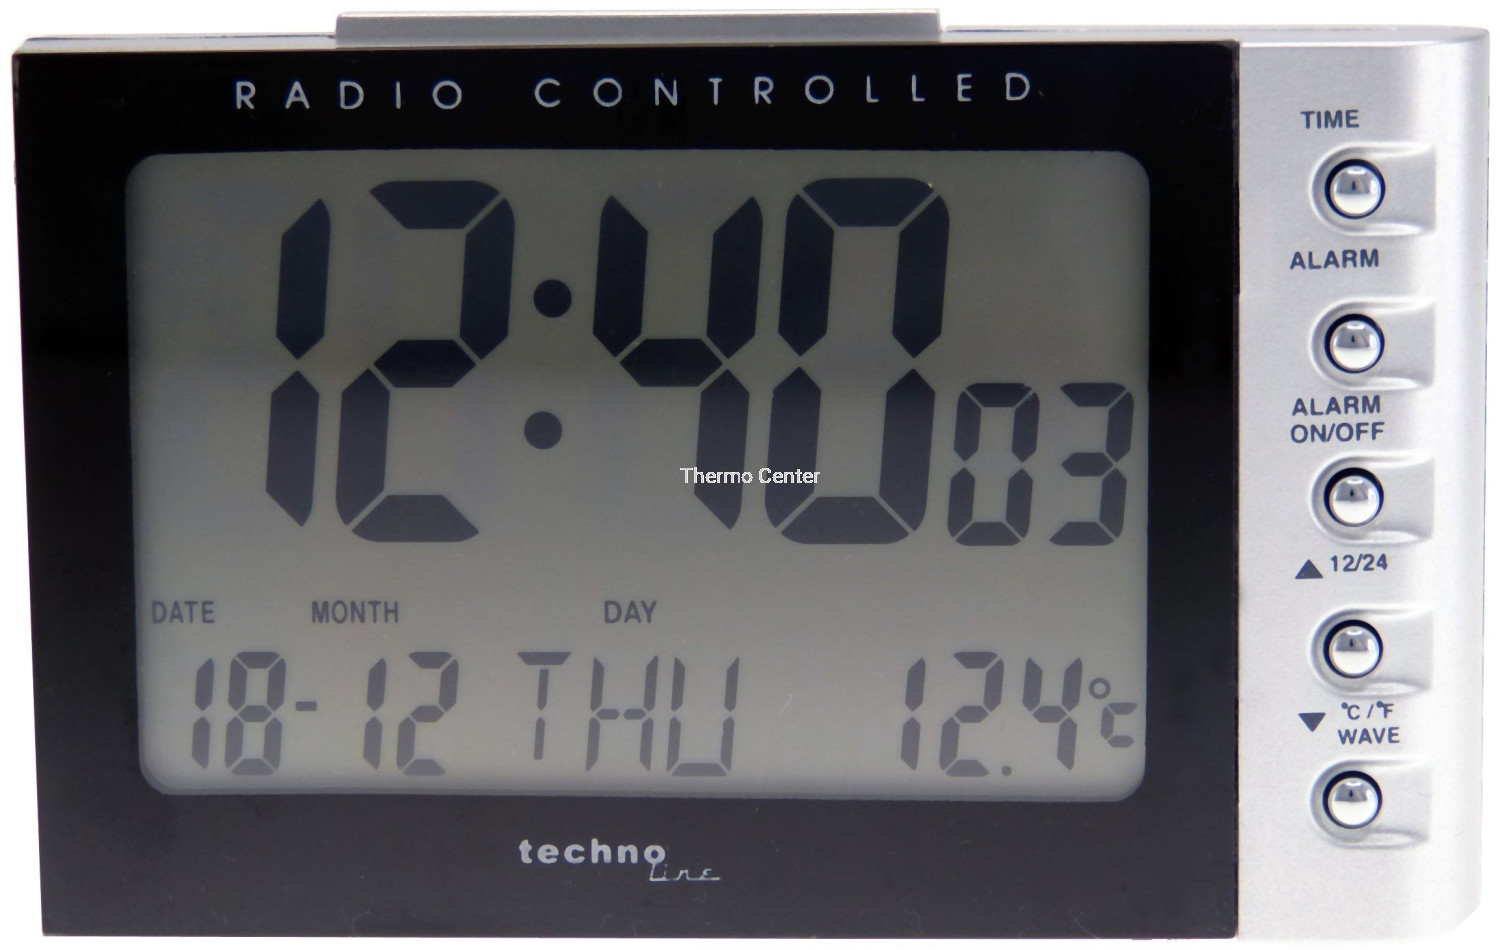 RADIO CONTROLLED
TIME
ALARM
ALARM
ON/OFF
▲ 12/24
▼ °C/°F
WAVE
12:40 03
Thermo Center
DATE MONTH DAY
18-12 THU 12.4°C
techno
line